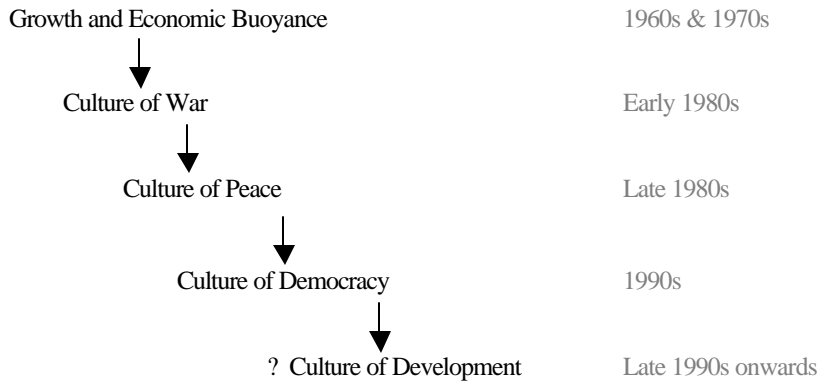 Growth and Economic Buoyance 1960s & 1970s
Culture of War Early 1980s
Culture of Peace Late 1980s
Culture of Democracy 1990s
? Culture of Development Late 1990s onwards